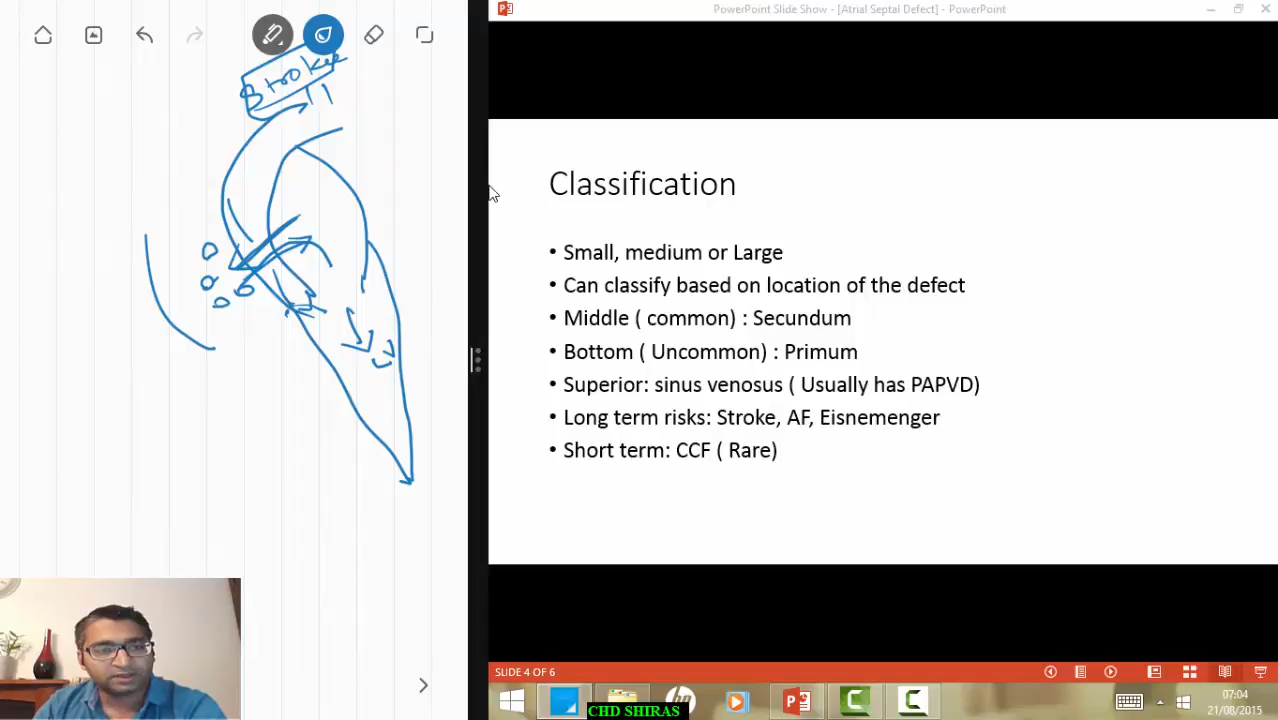 PowerPoint Slide Show - [Atrial Septal Defect] - PowerPoint
Stroke
Classification
• Small, medium or Large
• Can classify based on location of the defect
• Middle ( common) : Secundum
• Bottom ( Uncommon) : Primum
• Superior: sinus venosus ( Usually has PAPVD)
• Long term risks: Stroke, AF, Eisnemenger
• Short term: CCF ( Rare)
SLIDE 4 OF 6
hp
CHD SHIRAS
07:04
21/08/2015